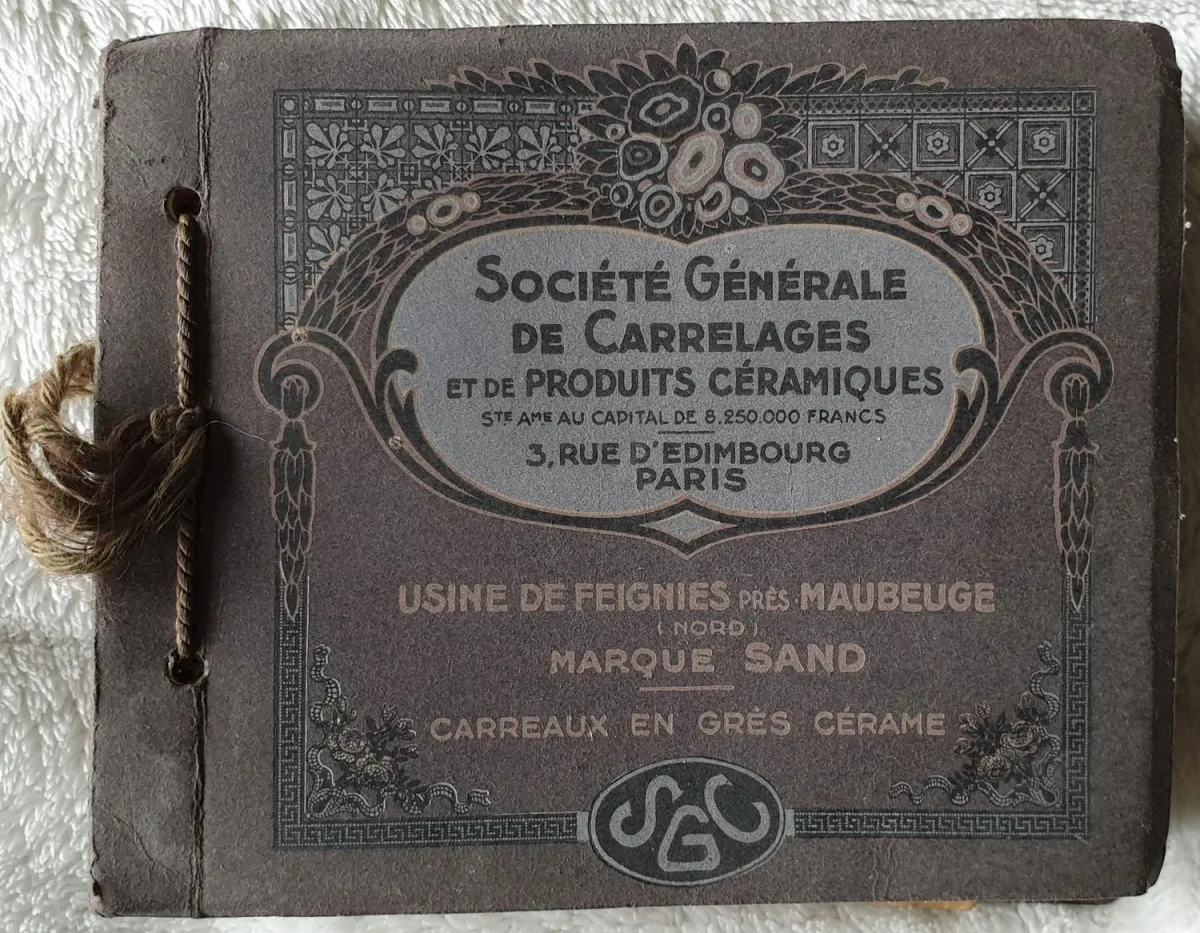 SOCIÉTÉ GÉNÉRALE
DE CARRELAGES
ET DE PRODUITS CÉRAMIQUES
STE AME AU CAPITAL DE 8.250.000 FRANCS
3, RUE D'EDIMBOURG
PARIS
USINE DE FEIGNIES PRÈS MAUBEUGE
(NORD)
MARQUE SAND
CARREAUX EN GRÈS CÉRAME
SGC